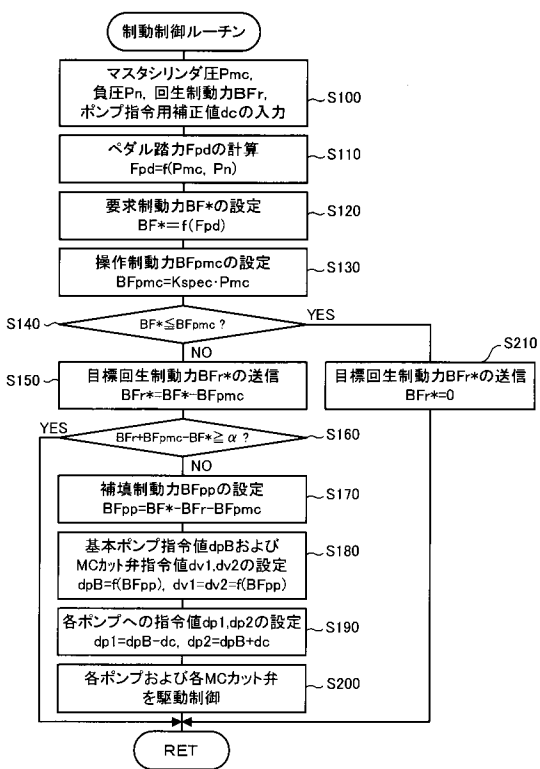 制動制御ルーチン
マスタシリンダ圧Pmc,
負圧Pn, 回生制動力BFr,
ポンプ指令用補正値dcの入力
S100
ペダル踏力Fpdの計算
Fpd=f(Pmc, Pn)
S110
要求制動力BF*の設定
BF*=f(Fpd)
S120
操作制動力BFpmcの設定
BFpmc=Kspec·Pmc
S130
S140
BF*≦BFpmc ?
YES
NO
S210
S150
目標回生制動力BFr*の送信
BFr*=BF*-BFpmc
目標回生制動力BFr*の送信
BFr*=0
YES
BFr+BFpmc-BF*≧α ?
S160
NO
補填制動力BFppの設定
BFpp=BF*-BFr-BFpmc
S170
基本ポンプ指令値dpBおよび
MCカット弁指令値dv1,dv2の設定
dpB=f(BFpp), dv1=dv2=f(BFpp)
S180
各ポンプへの指令値dp1,dp2の設定
dp1=dpB-dc, dp2=dpB+dc
S190
各ポンプおよび各MCカット弁
を駆動制御
S200
RET